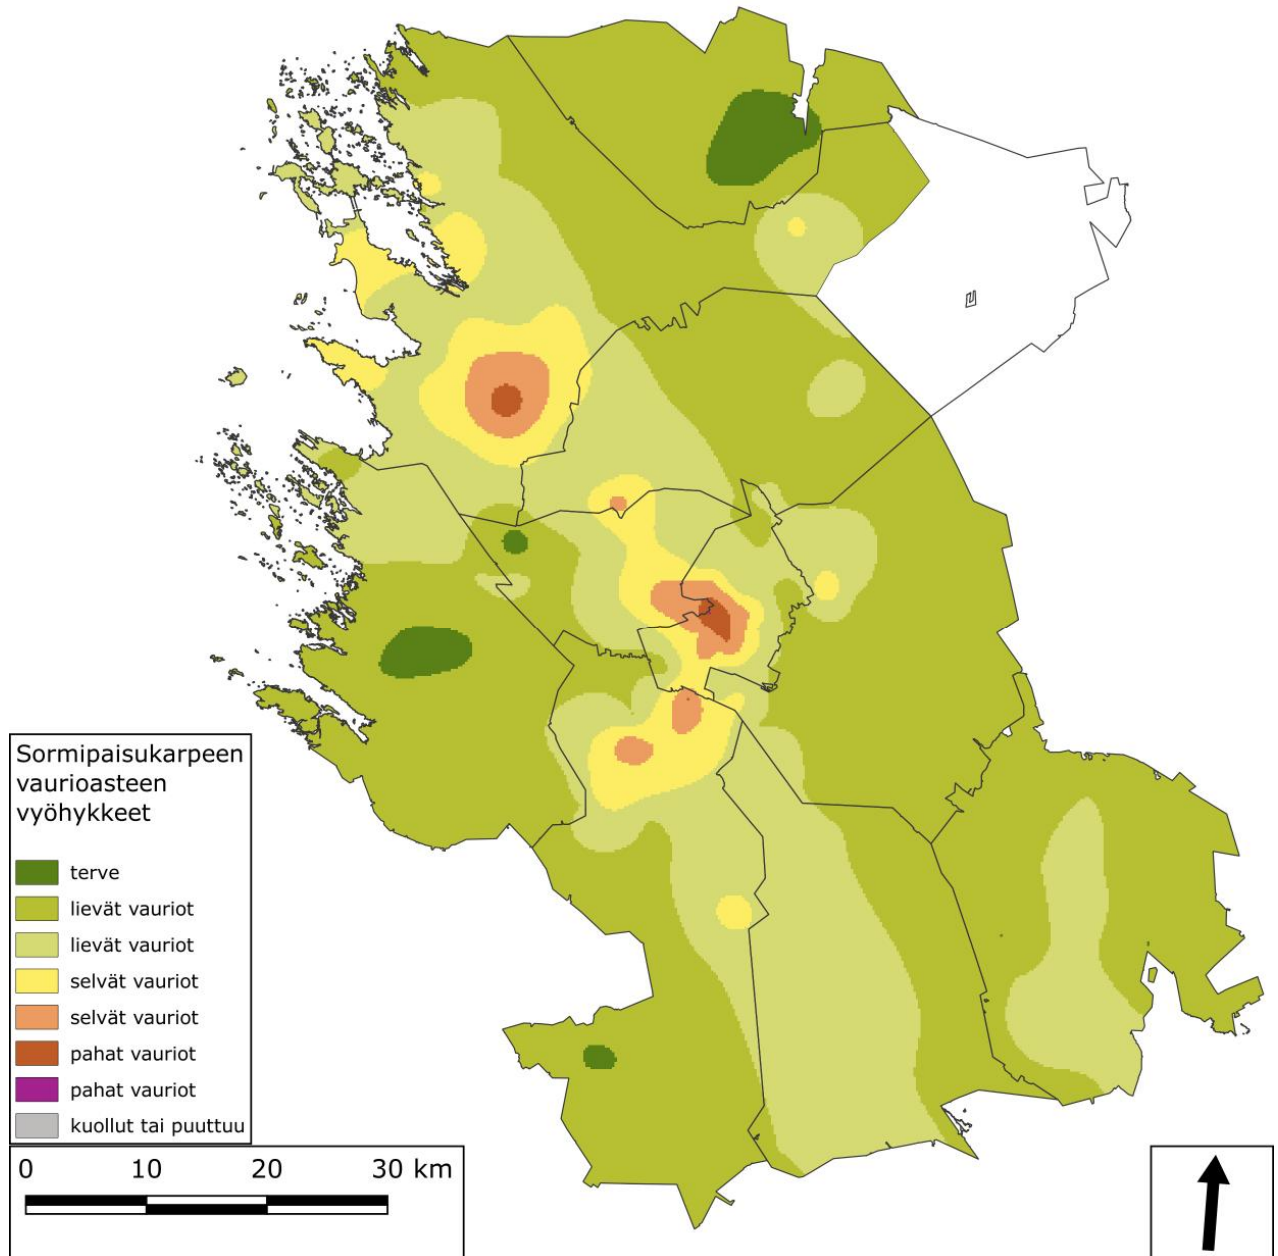 Sormipaisukarpeen
vaurioasteen
vyöhykkeet
terve
lievät vauriot
lievät vauriot
selvät vauriot
selvät vauriot
pahat vauriot
pahat vauriot
kuollut tai puuttuu
0 10 20 30 km